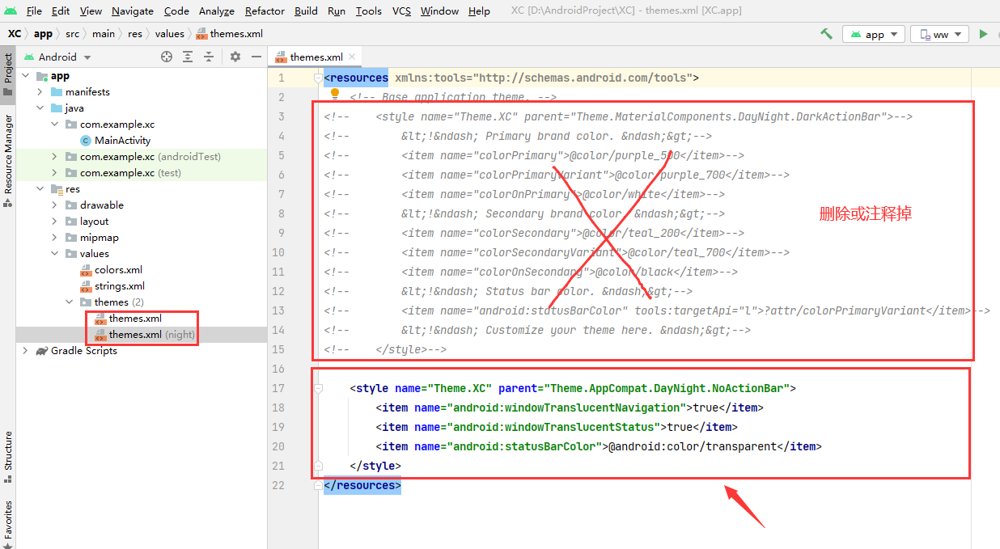 File Edit View Navigate Code Analyze Refactor Build Run Tools VCS Window Help XC [D:\AndroidProject\XC] - themes.xml [XC.app]
XC app src main res values themes.xml app ww
Project
Resource Manager
Structure
Favorites
Android
app
manifests
java
com.example.xc
MainActivity
com.example.xc (androidTest)
com.example.xc (test)
res
drawable
layout
mipmap
values
colors.xml
strings.xml
themes (2)
themes.xml
themes.xml (night)
Gradle Scripts
themes.xml
1 <resources xmlns:tools="http://schemas.android.com/tools">
2 <!-- Base application theme. -->
3 <!-- <style name="Theme.XC" parent="Theme.MaterialComponents.DayNight.DarkActionBar">-->
4 <!-- &lt;!&ndash; Primary brand color. &ndash;&gt;-->
5 <!-- <item name="colorPrimary">@color/purple_500</item>-->
6 <!-- <item name="colorPrimaryVariant">@color/purple_700</item>-->
7 <!-- <item name="colorOnPrimary">@color/white</item>-->
8 <!-- &lt;!&ndash; Secondary brand color. &ndash;&gt;-->
9 <!-- <item name="colorSecondary">@color/teal_200</item>-->
10 <!-- <item name="colorSecondaryVariant">@color/teal_700</item>-->
11 <!-- <item name="colorOnSecondary">@color/black</item>-->
12 <!-- &lt;!&ndash; Status bar color. &ndash;&gt;-->
13 <!-- <item name="android:statusBarColor" tools:targetApi="l">?attr/colorPrimaryVariant</item>-->
14 <!-- &lt;!&ndash; Customize your theme here. &ndash;&gt;-->
15 <!-- </style>-->
16
17 <style name="Theme.XC" parent="Theme.AppCompat.DayNight.NoActionBar">
18 <item name="android:windowTranslucentNavigation">true</item>
19 <item name="android:windowTranslucentStatus">true</item>
20 <item name="android:statusBarColor">@android:color/transparent</item>
21 </style>
22 </resources>
删除或注释掉